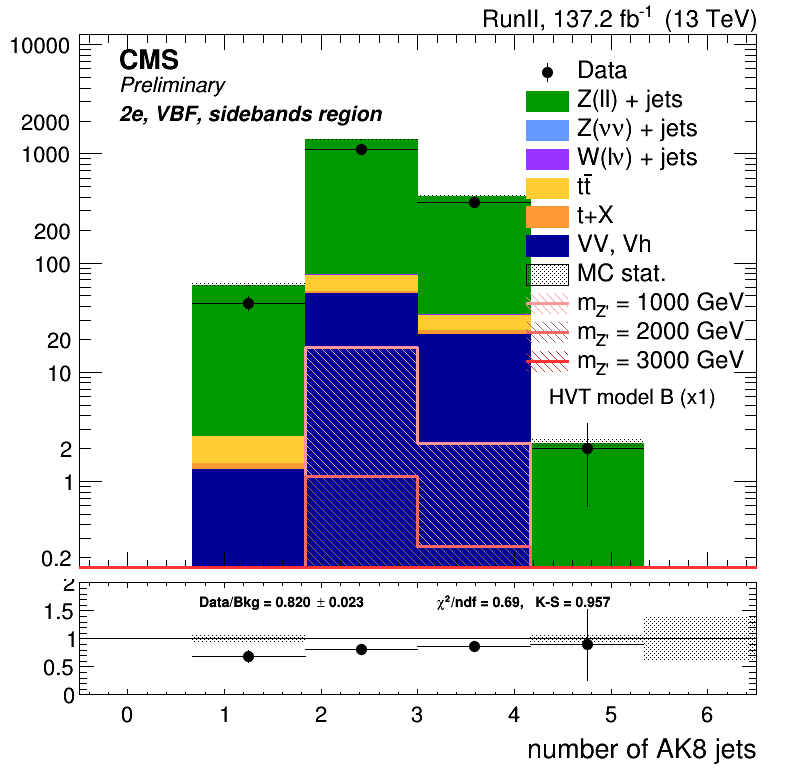 RunII, 137.2 fb⁻¹ (13 TeV)
CMS
Preliminary
2e, VBF, sidebands region
Data
Z(ll) + jets
Z(νν) + jets
W(lν) + jets
tt̄
t+X
VV, Vh
MC stat.
m_Z' = 1000 GeV
m_Z' = 2000 GeV
m_Z' = 3000 GeV
HVT model B (x1)
10000
2000
1000
200
100
20
10
2
1
0.2
Data/Bkg = 0.820 ± 0.023 χ²/ndf = 0.69, K-S = 0.957
2
1.5
1
0.5
0
0 1 2 3 4 5 6
number of AK8 jets